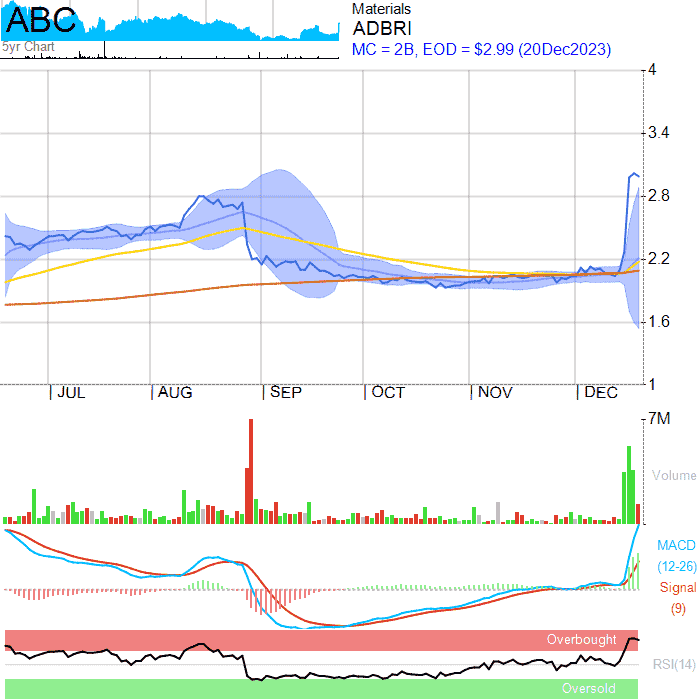 ABC
5yr Chart
Materials
ADBRI
MC = 2B, EOD = $2.99 (20Dec2023)
4
3.4
2.8
2.2
1.6
1
JUL AUG SEP OCT NOV DEC
7M
Volume
MACD
(12-26)
Signal
(9)
Overbought
RSI(14)
Oversold